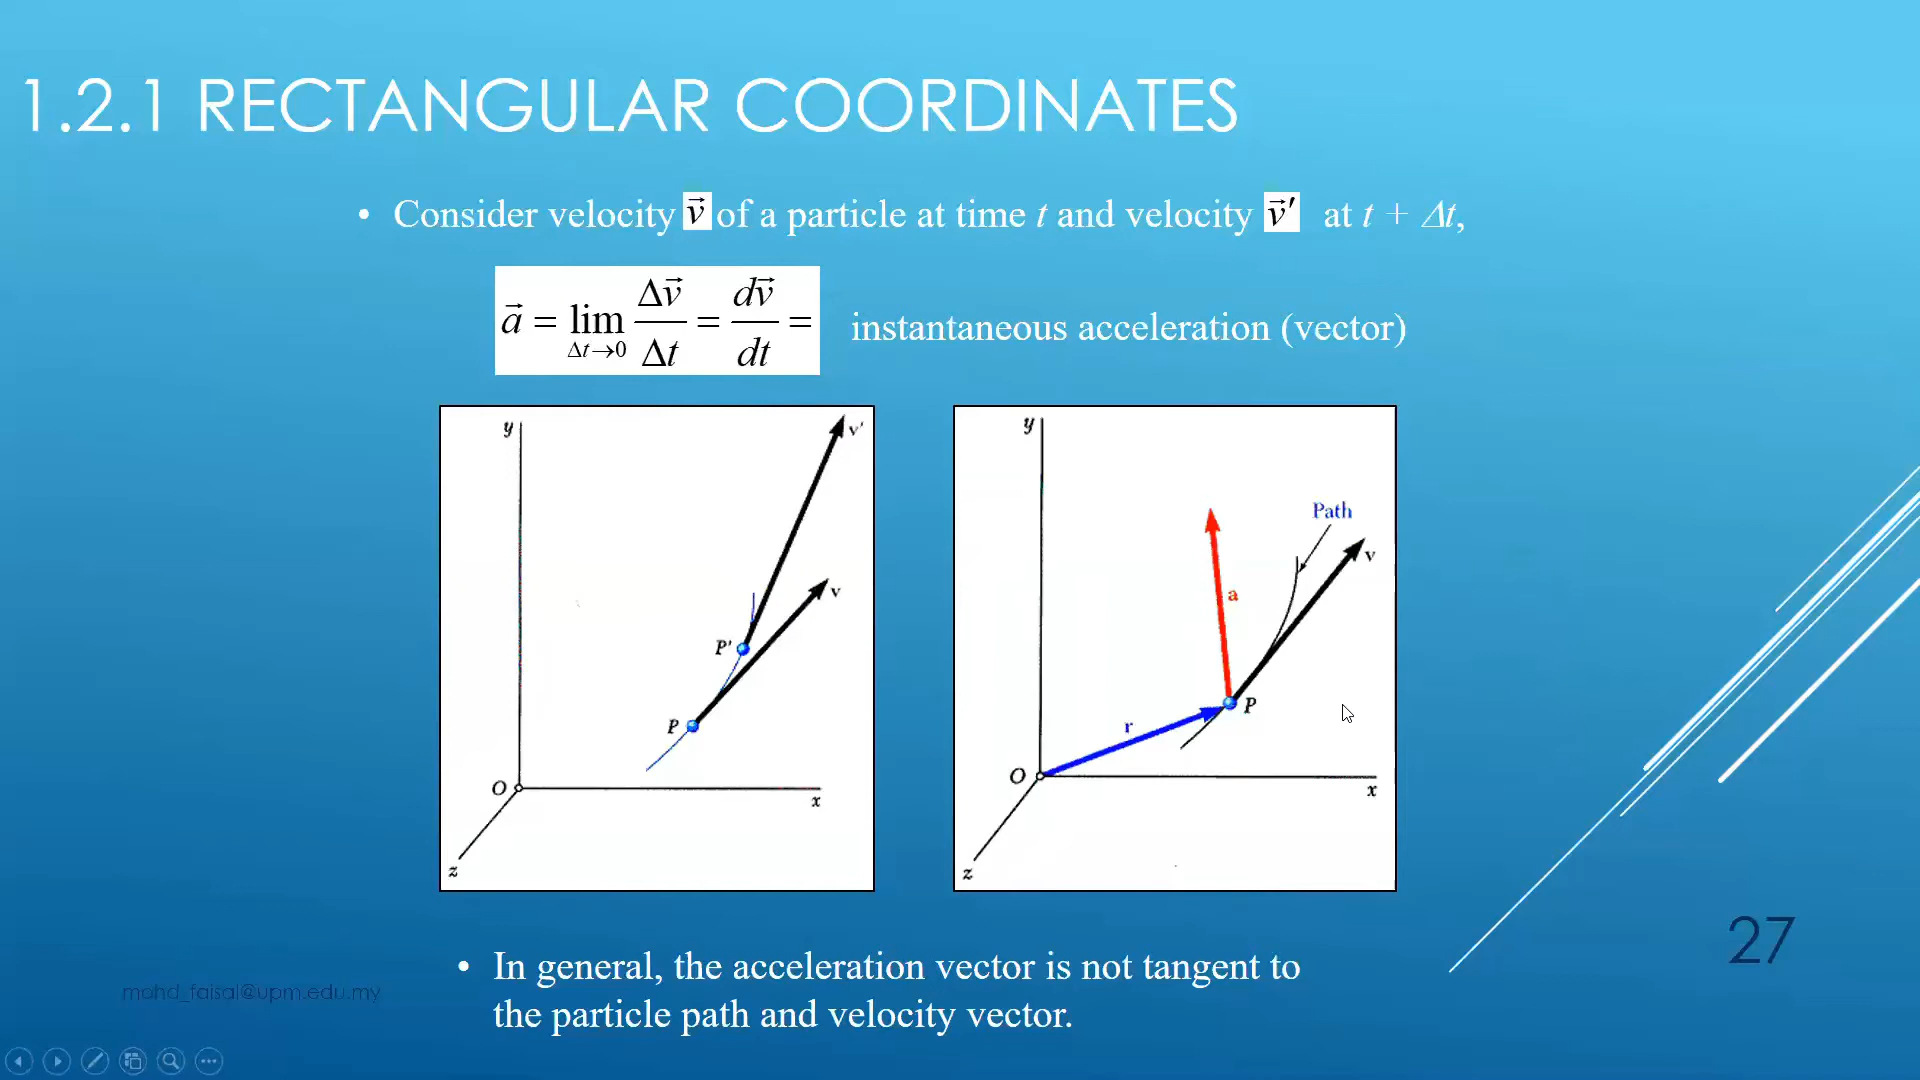 1.2.1 RECTANGULAR COORDINATES
• Consider velocity v⃗ of a particle at time t and velocity v⃗′ at t + Δt,
a⃗ = lim Δt→0 Δv⃗/Δt = dv⃗/dt = instantaneous acceleration (vector)
y
v'
v
P'
P
O
x
z
y
Path
v
a
P
r
O
x
z
27
• In general, the acceleration vector is not tangent to
the particle path and velocity vector.
mohd_faisal@upm.edu.my